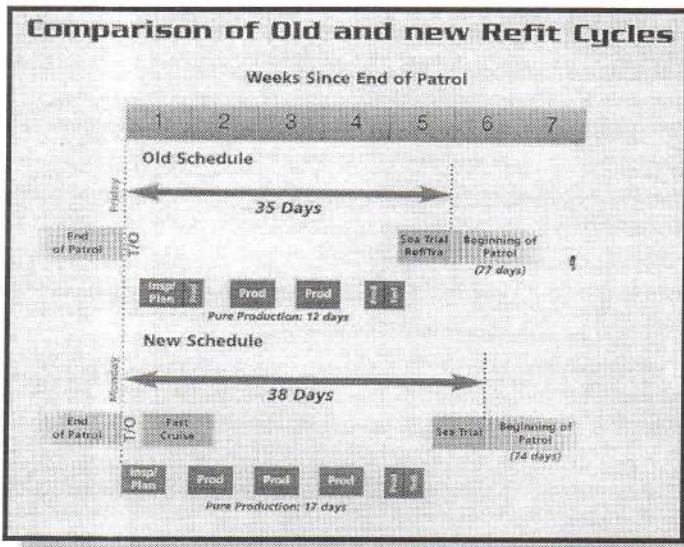 Comparison of Old and new Refit Cycles
Weeks Since End of Patrol
1 2 3 4 5 6 7
Old Schedule
Friday
35 Days
End
of Patrol
T/O
Sea Trial
Beginning of
Patrol
(77 days)
Insp/
Plan
Prod
Prod
Pure Production: 12 days
New Schedule
Monday
38 Days
End
of Patrol
T/O
Fast
Cruise
Sea Trial
Beginning of
Patrol
(74 days)
Insp/
Plan
Prod
Prod
Prod
Pure Production: 17 days